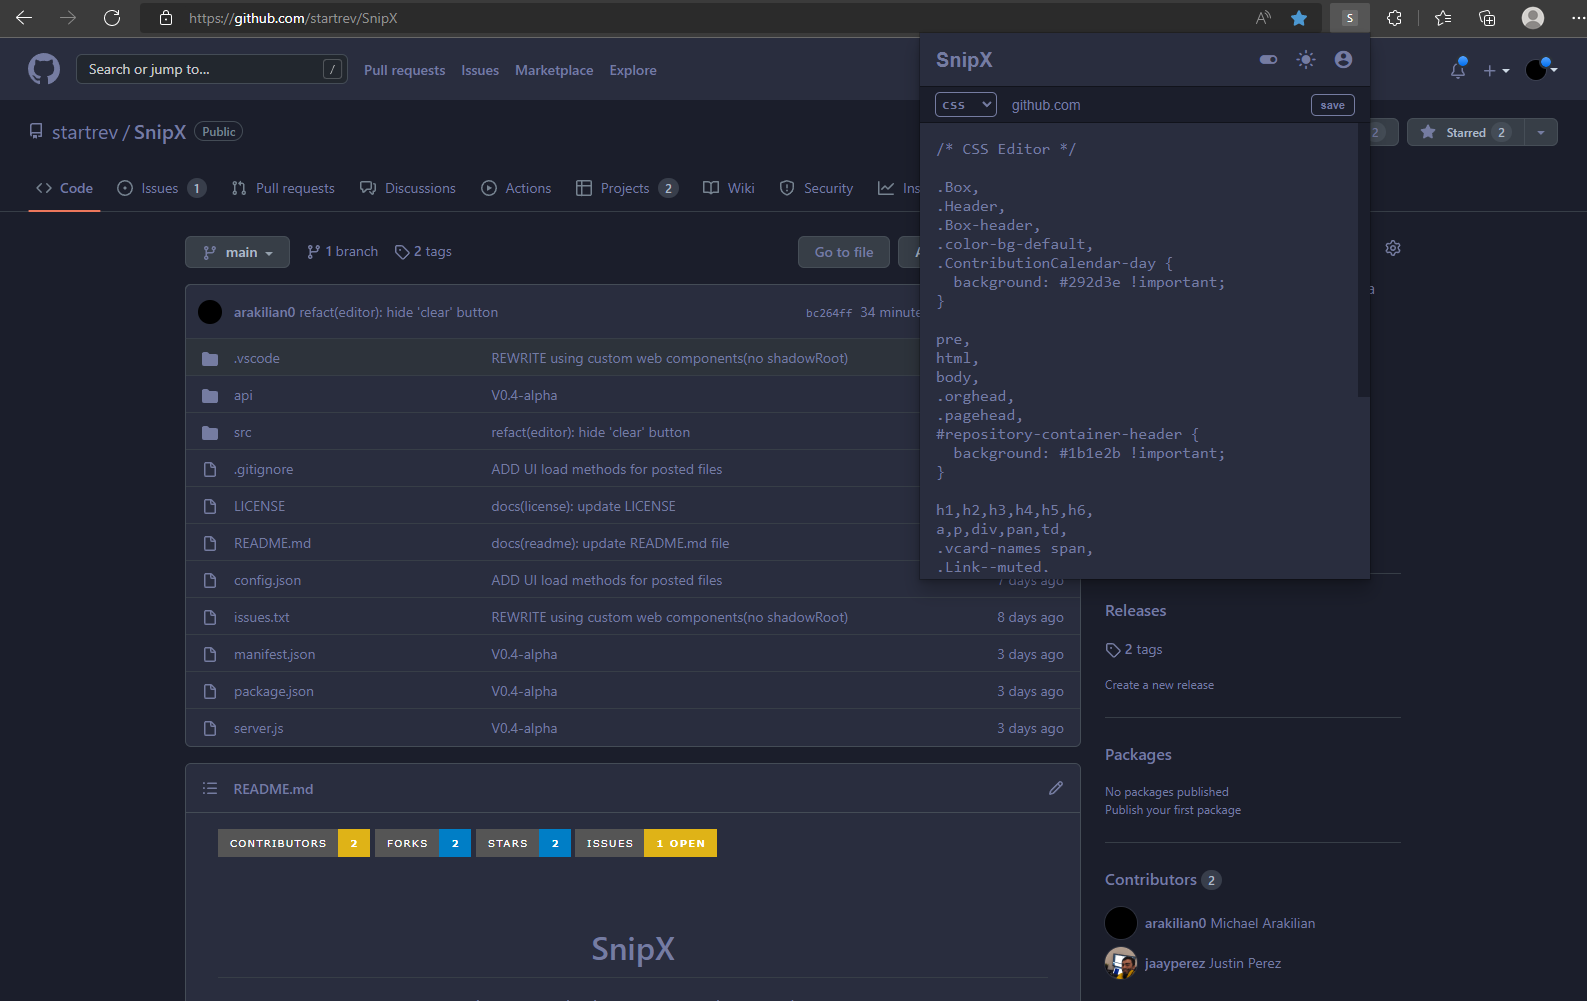 https://github.com/startrev/SnipX
S
Search or jump to... /
Pull requests Issues Marketplace Explore
SnipX
css github.com save
startrev / SnipX Public
2 Starred 2
Code Issues 1 Pull requests Discussions Actions Projects 2 Wiki Security Ins
/* CSS Editor */
.Box,
.Header,
.Box-header,
.color-bg-default,
.ContributionCalendar-day {
background: #292d3e !important;
}
pre,
html,
body,
.orghead,
.pagehead,
#repository-container-header {
background: #1b1e2b !important;
}
h1,h2,h3,h4,h5,h6,
a,p,div,pan,td,
.vcard-names span,
.Link--muted.
main 1 branch 2 tags Go to file A
arakilian0 refact(editor): hide 'clear' button bc264ff 34 minute
.vscode REWRITE using custom web components(no shadowRoot)
api V0.4-alpha
src refact(editor): hide 'clear' button
.gitignore ADD UI load methods for posted files
LICENSE docs(license): update LICENSE
README.md docs(readme): update README.md file
config.json ADD UI load methods for posted files 7 days ago
issues.txt REWRITE using custom web components(no shadowRoot) 8 days ago
manifest.json V0.4-alpha 3 days ago
package.json V0.4-alpha 3 days ago
server.js V0.4-alpha 3 days ago
README.md
CONTRIBUTORS 2 FORKS 2 STARS 2 ISSUES 1 OPEN
SnipX
a
Releases
2 tags
Create a new release
Packages
No packages published
Publish your first package
Contributors 2
arakilian0 Michael Arakilian
jaayperez Justin Perez